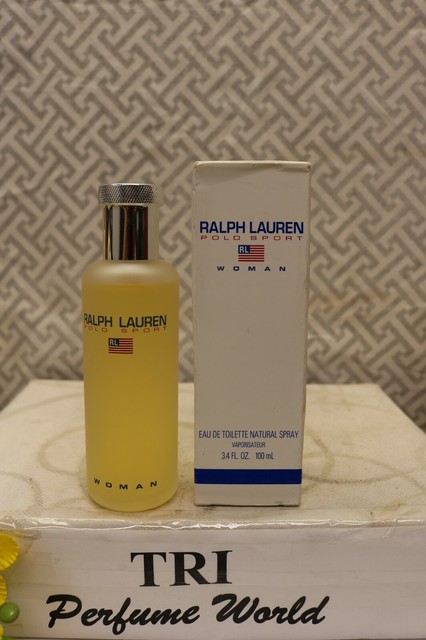 RALPH LAUREN
POLO SPORT
RL
WOMAN
RALPH LAUREN
POLO SPORT
RL
WOMAN
EAU DE TOILETTE NATURAL SPRAY
VAPORISATEUR
3.4 FL. OZ. 100 mL
TRI
Perfume World